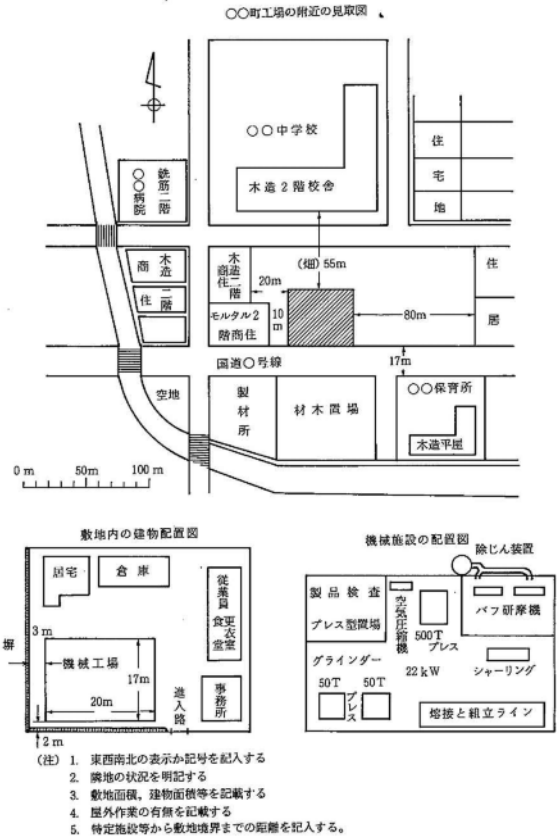 ○○町工場の附近の見取図
○○中学校
木造2階校舎
住
宅
地
○○病院
鉄筋二階
商
住
木造
二階
木造二階
商住
(畑)55m
20m
10m
モルタル2
階商住
80m
住
居
国道○号線
17m
空地
製材所
材木置場
○○保育所
木造平屋
0 m 50m 100 m
敷地内の建物配置図
居宅
倉庫
従業員
更衣室
食堂
塀
3 m
機械工場
17m
20m
進入路
事務所
2 m
機械施設の配置図
除じん装置
製品検査
プレス型置場
空気圧縮機
500T
プレス
バフ研摩機
グラインダー
22kW
シャーリング
50T 50T
プレス
熔接と組立ライン
(注) 1. 東西南北の表示か記号を記入する
2. 隣地の状況を明記する
3. 敷地面積,建物面積等を記載する
4. 屋外作業の有無を記載する
5. 特定施設等から敷地境界までの距離を記入する。